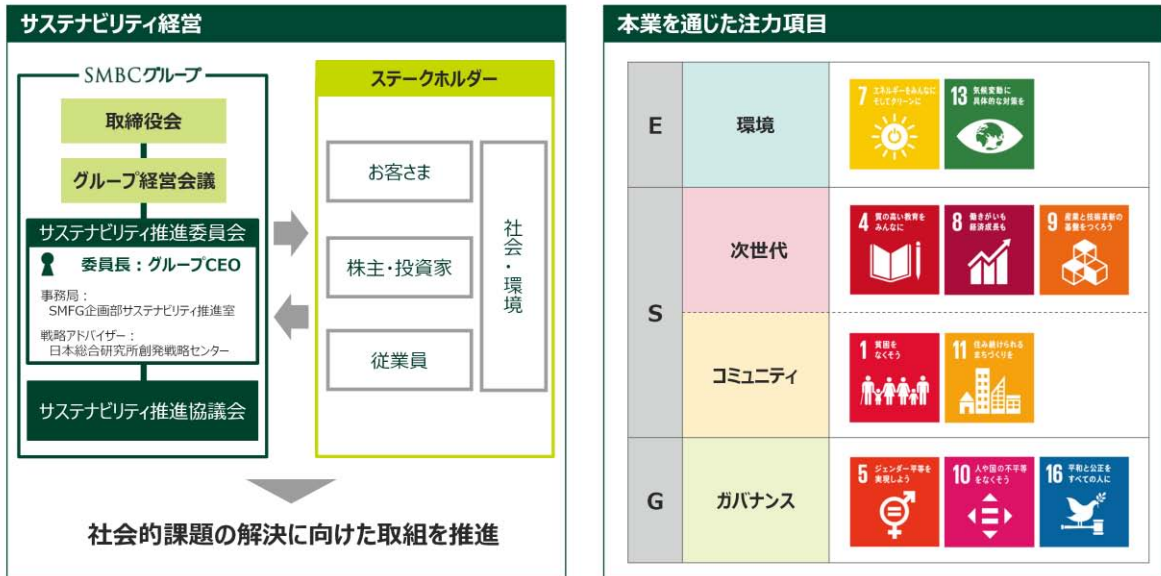 サステナビリティ経営
SMBCグループ
取締役会
グループ経営会議
サステナビリティ推進委員会
委員長：グループCEO
事務局：
SMFG企画部サステナビリティ推進室
戦略アドバイザー：
日本総合研究所創発戦略センター
サステナビリティ推進協議会
ステークホルダー
お客さま
株主・投資家
従業員
社会・環境
社会的課題の解決に向けた取組を推進
本業を通じた注力項目
E
環境
7 エネルギーをみんなに
そしてクリーンに
13 気候変動に
具体的な対策を
S
次世代
4 質の高い教育を
みんなに
8 働きがいも
経済成長も
9 産業と技術革新の
基盤をつくろう
コミュニティ
1 貧困を
なくそう
11 住み続けられる
まちづくりを
G
ガバナンス
5 ジェンダー平等を
実現しよう
10 人や国の不平等
をなくそう
16 平和と公正を
すべての人に